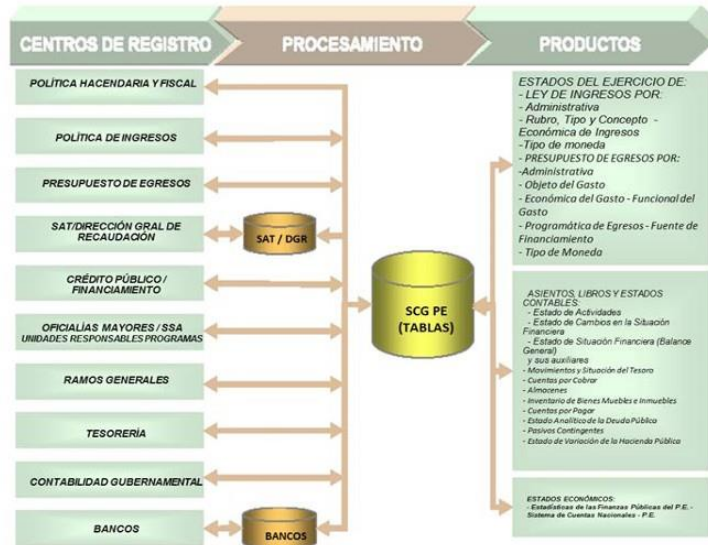 CENTROS DE REGISTRO
PROCESAMIENTO
PRODUCTOS
POLÍTICA HACENDARIA Y FISCAL
POLÍTICA DE INGRESOS
PRESUPUESTO DE EGRESOS
SAT/DIRECCIÓN GRAL DE
RECAUDACIÓN
CRÉDITO PÚBLICO /
FINANCIAMIENTO
OFICIALÍAS MAYORES / SSA
UNIDADES RESPONSABLES PROGRAMAS
RAMOS GENERALES
TESORERÍA
CONTABILIDAD GUBERNAMENTAL
BANCOS
SAT / DGR
BANCOS
SCG PE
(TABLAS)
ESTADOS DEL EJERCICIO DE:
- LEY DE INGRESOS POR:
- Administrativa
- Rubro, Tipo y Concepto -
Económica de Ingresos
-Tipo de moneda
- PRESUPUESTO DE EGRESOS POR:
-Administrativa
- Objeto del Gasto
- Económica del Gasto - Funcional del
Gasto
- Programática de Egresos - Fuente de
Financiamiento
- Tipo de Moneda
ASIENTOS, LIBROS Y ESTADOS
CONTABLES:
- Estado de Actividades
- Estado de Cambios en la Situación
Financiera
- Estado de Situación Financiera (Balance
General)
y sus auxiliares
- Movimientos y Situación del Tesoro
- Cuentas por Cobrar
- Almacenes
- Inventario de Bienes Muebles e Inmuebles
- Cuentas por Pagar
- Estado Analítico de la Deuda Pública
- Pasivos Contingentes
- Estado de Variación de la Hacienda Pública
ESTADOS ECONÓMICOS:
- Estadísticas de las Finanzas Públicas del P.E. -
Sistema de Cuentas Nacionales - P.E.